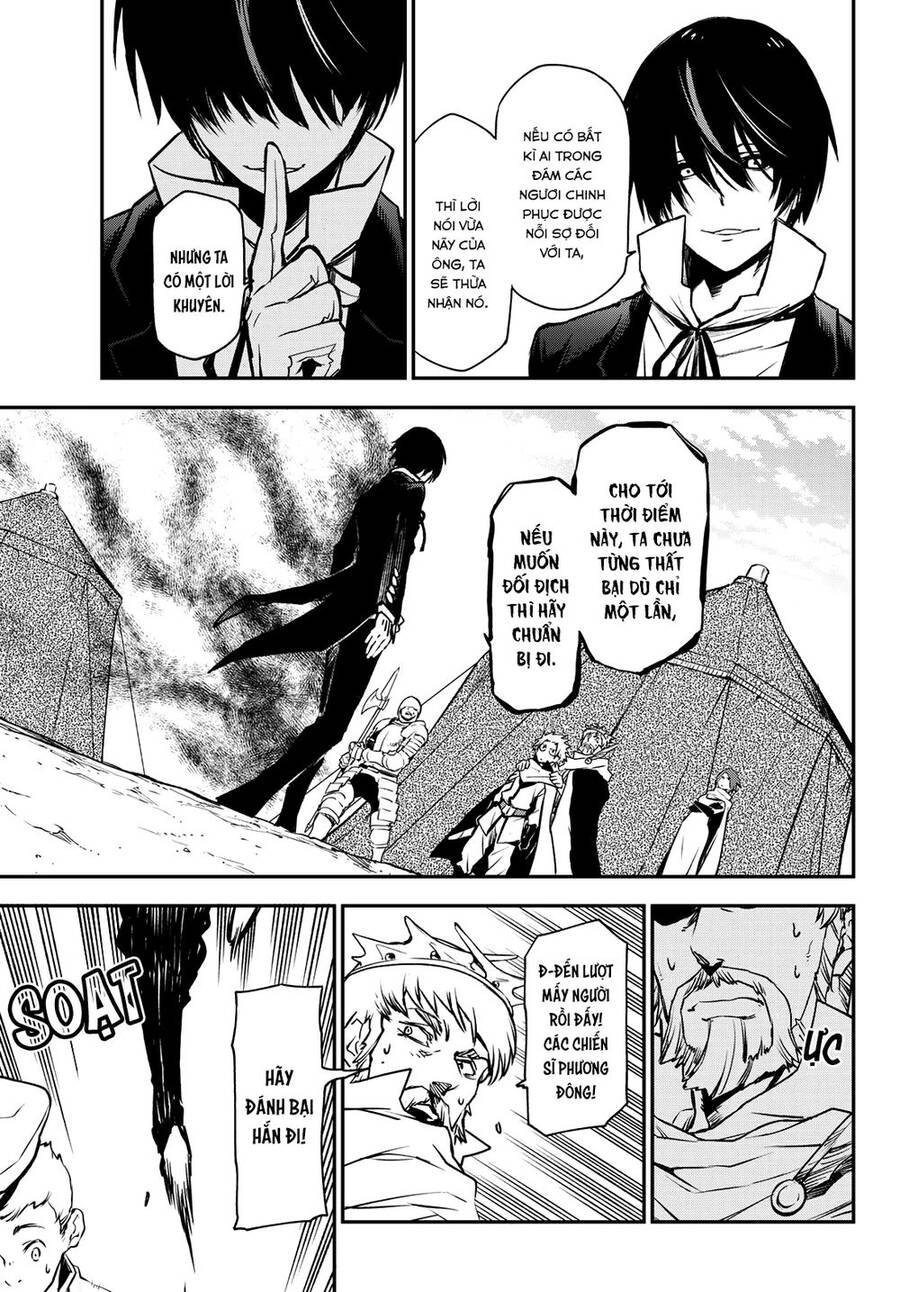 NẾU CÓ BẤT
KÌ AI TRONG
ĐÁM CÁC
NGƯƠI CHINH
PHỤC ĐƯỢC
NỖI SỢ ĐỐI
VỚI TA,
THÌ LỜI
NÓI VỪA
NÃY CỦA
ÔNG, TA
SẼ THỪA
NHẬN NÓ.
NHƯNG TA
CÓ MỘT LỜI
KHUYÊN.
CHO TỚI
THỜI ĐIỂM
NÀY, TA CHƯA
TỪNG THẤT
BẠI DÙ CHỈ
MỘT LẦN,
NẾU
MUỐN
ĐỐI ĐỊCH
THÌ HÃY
CHUẨN
BỊ ĐI.
ỰC
Đ-ĐẾN LƯỢT
MẤY NGƯỜI
RỒI ĐẤY!
CÁC CHIẾN
SĨ PHƯƠNG
ĐÔNG!
HÃY
ĐÁNH BẠI
HẮN ĐI!
SOẠT